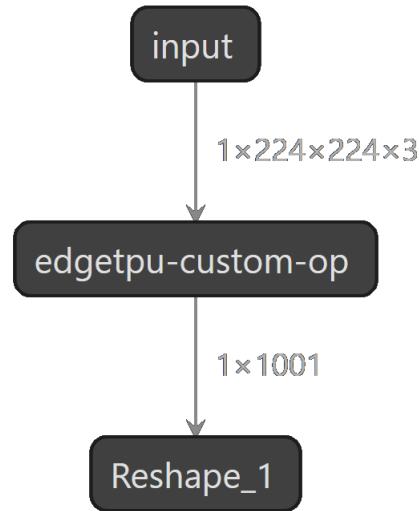 input
1×224×224×3
edgetpu-custom-op
1×1001
Reshape_1